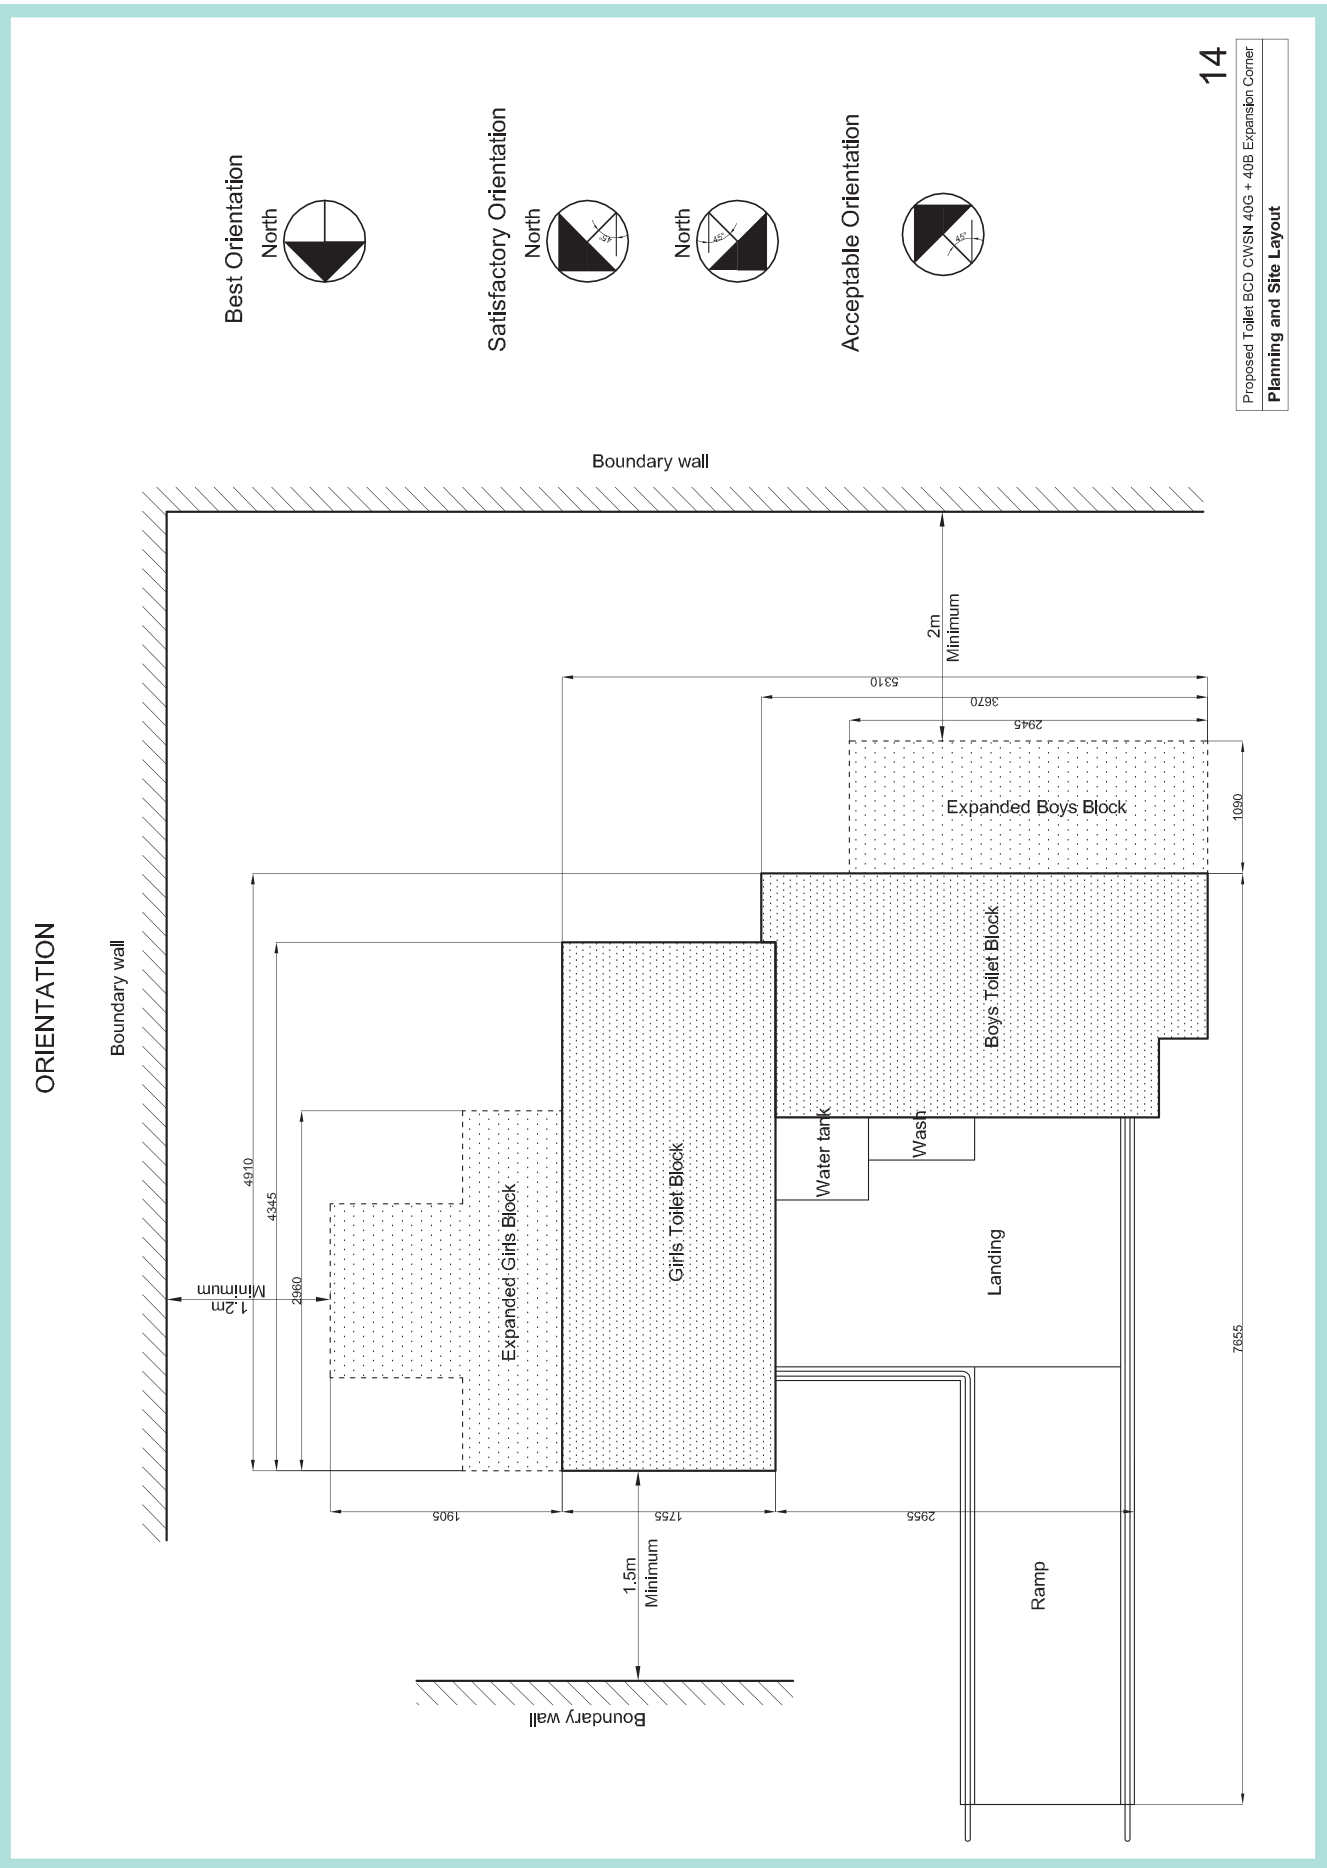 ORIENTATION
Boundary wall
1.2m
Minimum
4910
4345
2960
Expanded Girls Block
Girls Toilet Block
Water tank
Wash
Landing
Ramp
Boys Toilet Block
Expanded Boys Block
1905
1755
2955
1.5m
Minimum
Boundary wall
7655
1090
2945
3670
5310
2m
Minimum
Boundary wall
Best Orientation
North
Satisfactory Orientation
North
45°
North
45°
Acceptable Orientation
45°
14
Proposed Toilet BCD CWSN 40G + 40B Expansion Corner
Planning and Site Layout